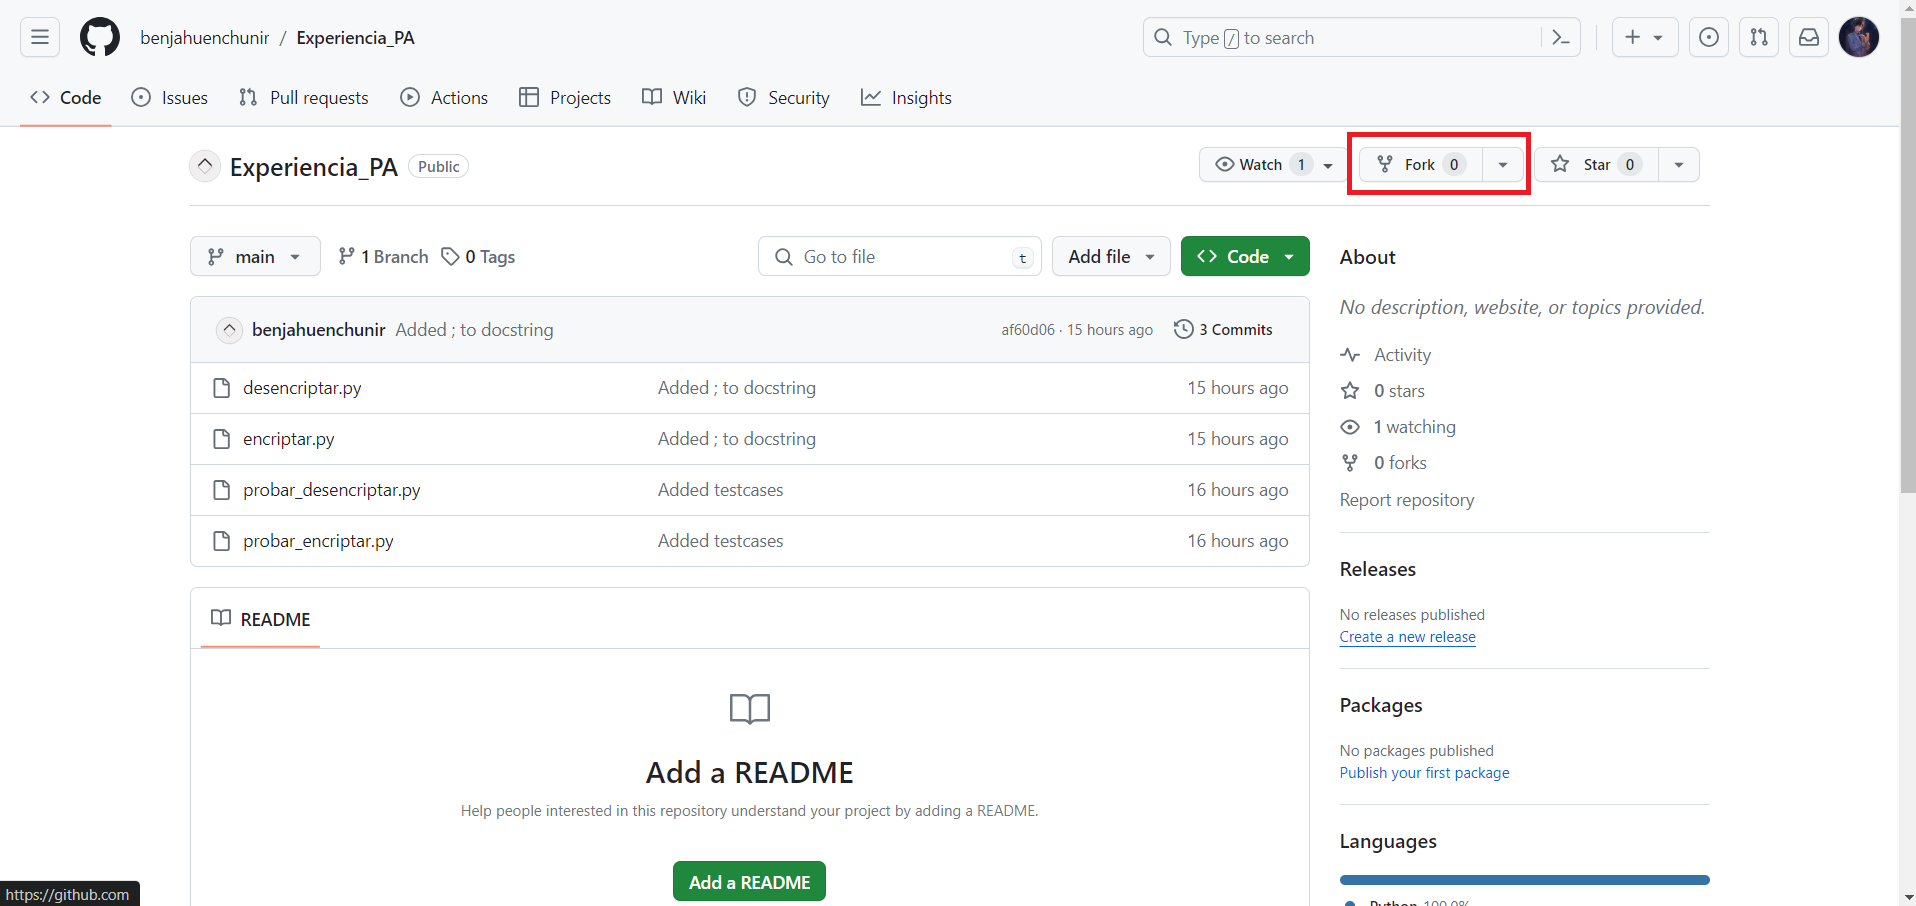 benjahuenchunir / Experiencia_PA
Type / to search
Code Issues Pull requests Actions Projects Wiki Security Insights
Experiencia_PA Public
Watch 1 Fork 0 Star 0
main 1 Branch 0 Tags Go to file t Add file Code
benjahuenchunir Added ; to docstring af60d06 · 15 hours ago 3 Commits
desencriptar.py Added ; to docstring 15 hours ago
encriptar.py Added ; to docstring 15 hours ago
probar_desencriptar.py Added testcases 16 hours ago
probar_encriptar.py Added testcases 16 hours ago
README
Add a README
Help people interested in this repository understand your project by adding a README.
Add a README
About
No description, website, or topics provided.
Activity
0 stars
1 watching
0 forks
Report repository
Releases
No releases published
Create a new release
Packages
No packages published
Publish your first package
Languages
Python 100.0%
https://github.com